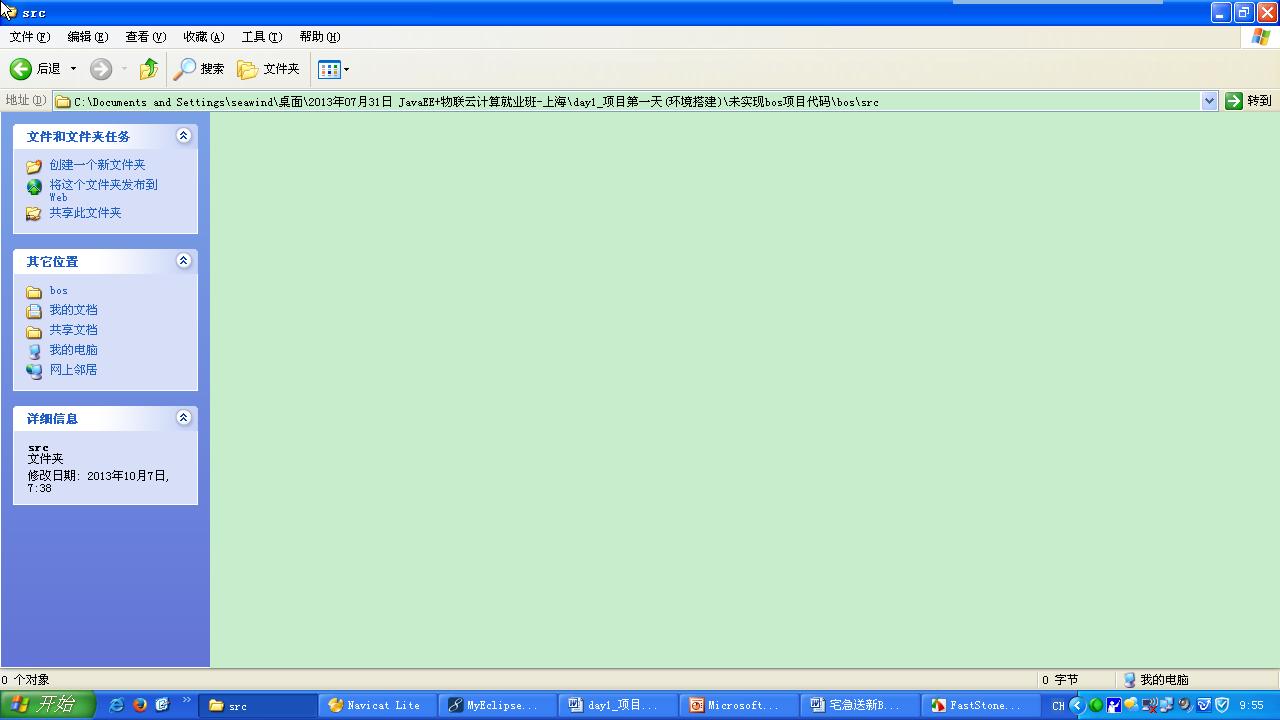 src
文件(F) 编辑(E) 查看(V) 收藏(A) 工具(T) 帮助(H)
后退 搜索 文件夹
地址(D) C:\Documents and Settings\seawind\桌面\2013年07月31日 JavaEE+物联云计算就业班-上海\day1_项目第一天(环境搭建)\未实现bos项目代码\bos\src 转到
文件和文件夹任务
创建一个新文件夹
将这个文件夹发布到
Web
共享此文件夹
其它位置
bos
我的文档
共享文档
我的电脑
网上邻居
详细信息
src
文件夹
修改日期: 2013年10月7日,
7:38
0 个对象 0 字节 我的电脑
开始 src Navicat Lite MyEclipse... day1_项目... Microsoft... 宅急送新B... FastStone... CH 9:55